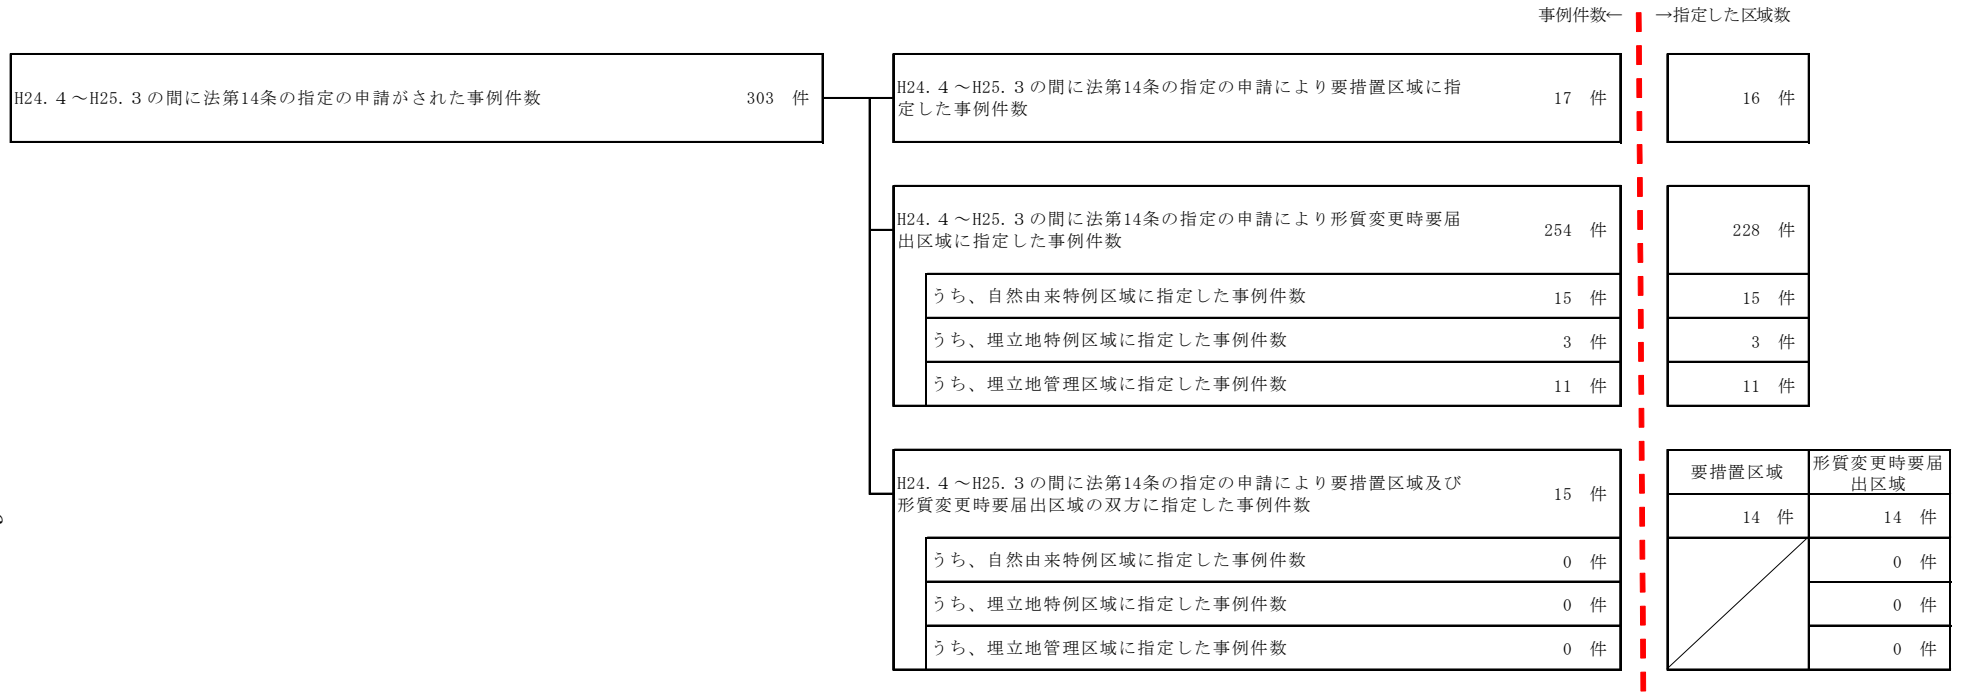 事例件数← →指定した区域数
H24.4～H25.3の間に法第14条の指定の申請がされた事例件数 303 件
H24.4～H25.3の間に法第14条の指定の申請により要措置区域に指
定した事例件数
17 件
16 件
H24.4～H25.3の間に法第14条の指定の申請により形質変更時要届
出区域に指定した事例件数
254 件
228 件
うち、自然由来特例区域に指定した事例件数 15 件
15 件
うち、埋立地特例区域に指定した事例件数 3 件
3 件
うち、埋立地管理区域に指定した事例件数 11 件
11 件
H24.4～H25.3の間に法第14条の指定の申請により要措置区域及び
形質変更時要届出区域の双方に指定した事例件数
15 件
要措置区域
形質変更時要届
出区域
14 件
14 件
うち、自然由来特例区域に指定した事例件数 0 件
0 件
うち、埋立地特例区域に指定した事例件数 0 件
0 件
うち、埋立地管理区域に指定した事例件数 0 件
0 件